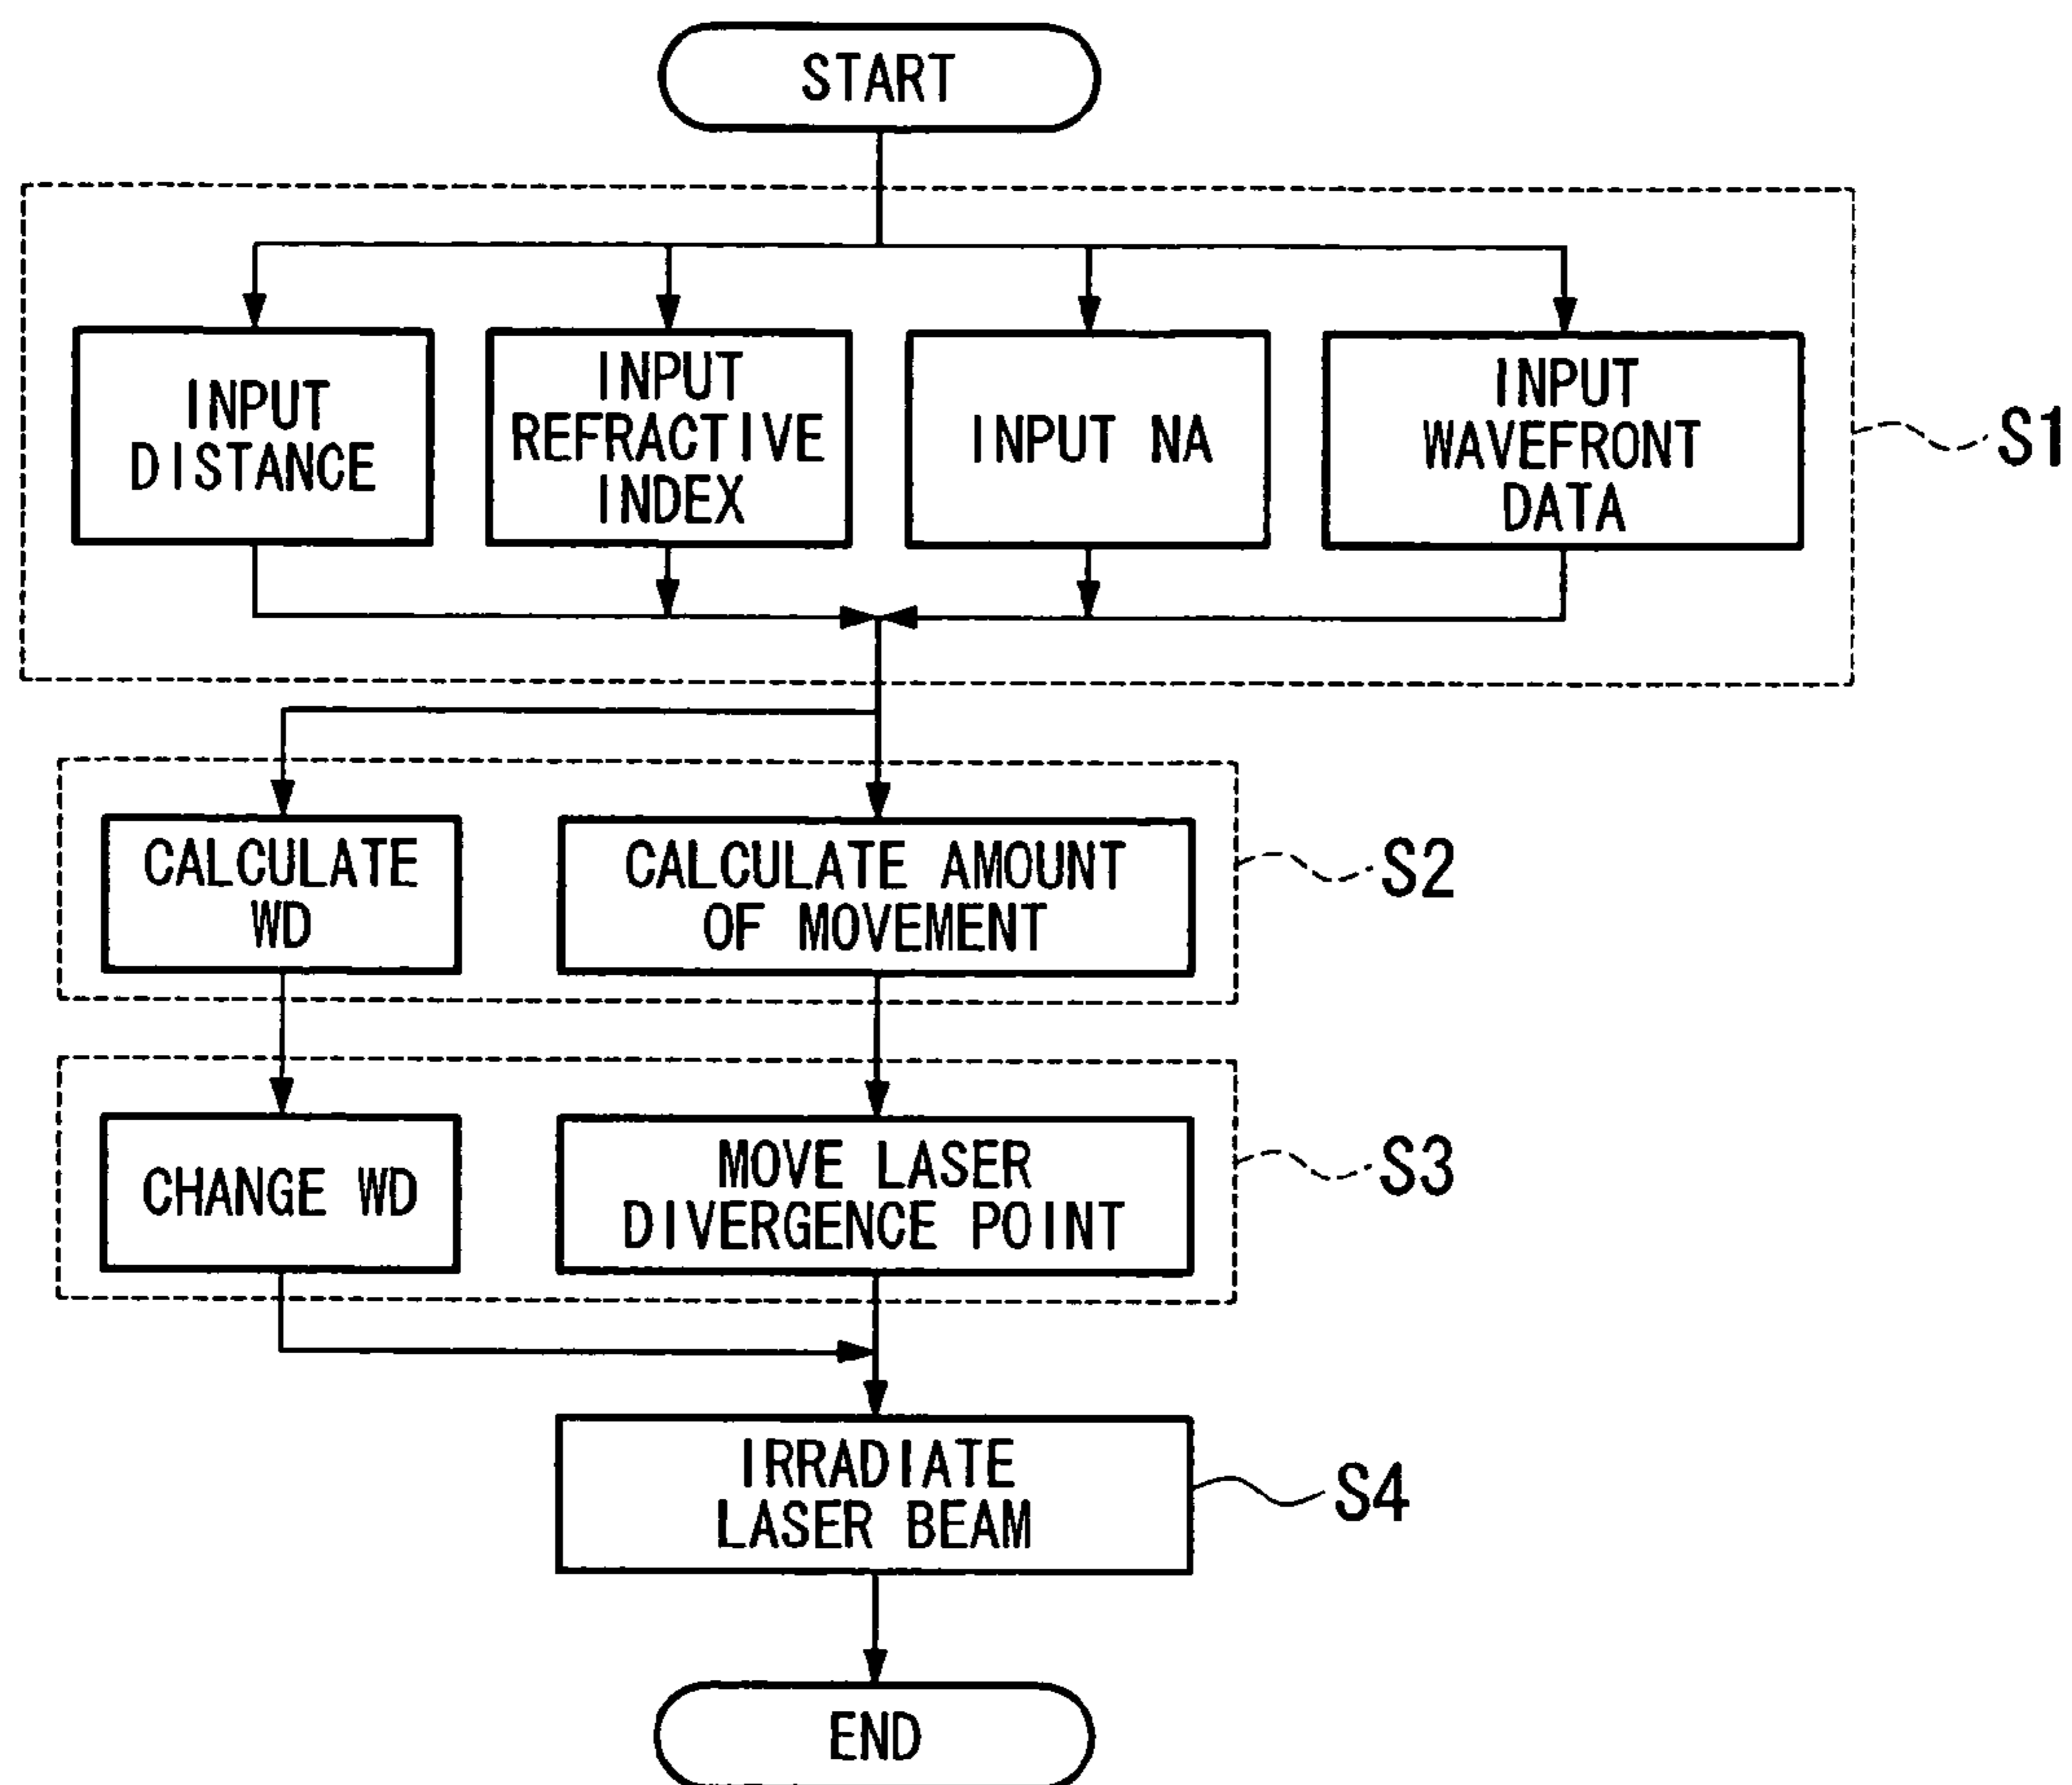 START
INPUT
DISTANCE
INPUT
REFRACTIVE
INDEX
INPUT NA
INPUT
WAVEFRONT
DATA
S1
CALCULATE
WD
CALCULATE AMOUNT
OF MOVEMENT
S2
CHANGE WD
MOVE LASER
DIVERGENCE POINT
S3
IRRADIATE
LASER BEAM
S4
END